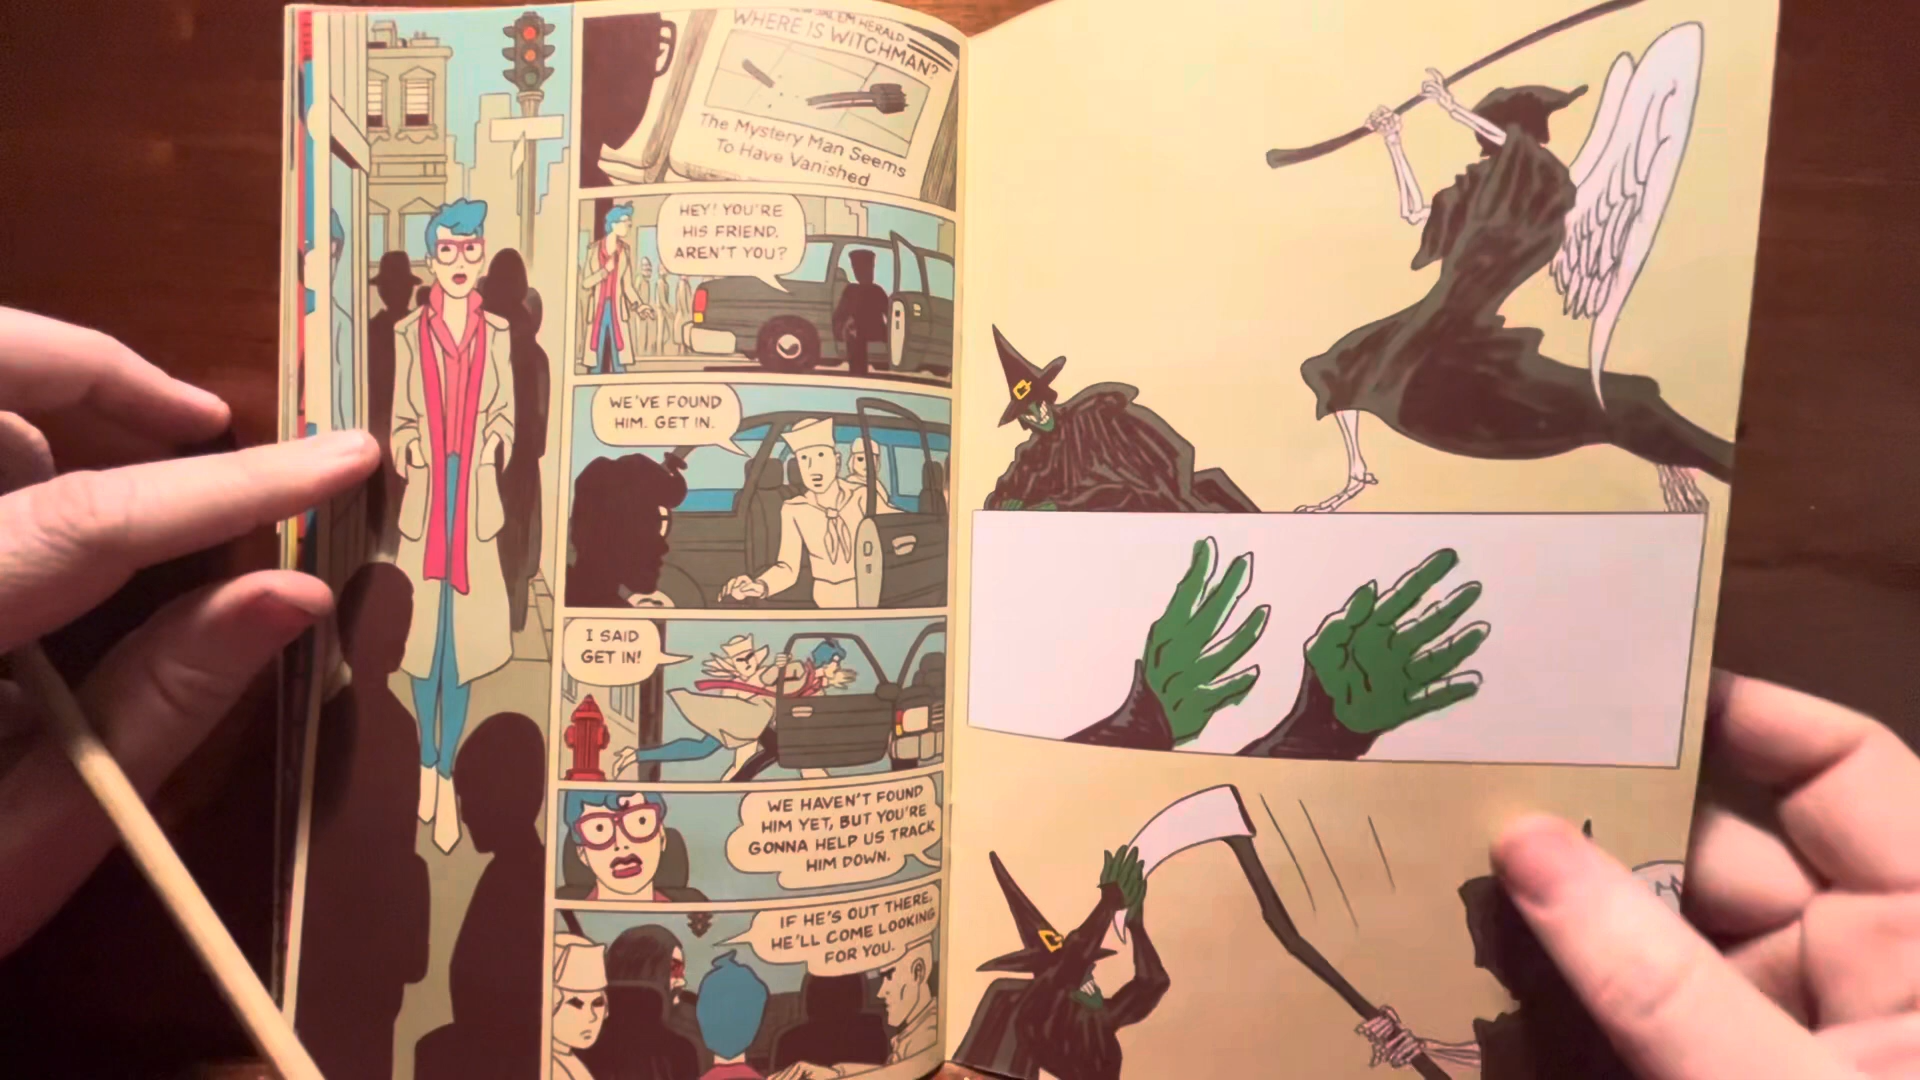 SALEM HERALD
WHERE IS WITCHMAN?
The Mystery Man Seems
To Have Vanished
HEY! YOU'RE
HIS FRIEND,
AREN'T YOU?
WE'VE FOUND
HIM. GET IN.
I SAID
GET IN!
WE HAVEN'T FOUND
HIM YET, BUT YOU'RE
GONNA HELP US TRACK
HIM DOWN.
IF HE'S OUT THERE,
HE'LL COME LOOKING
FOR YOU.